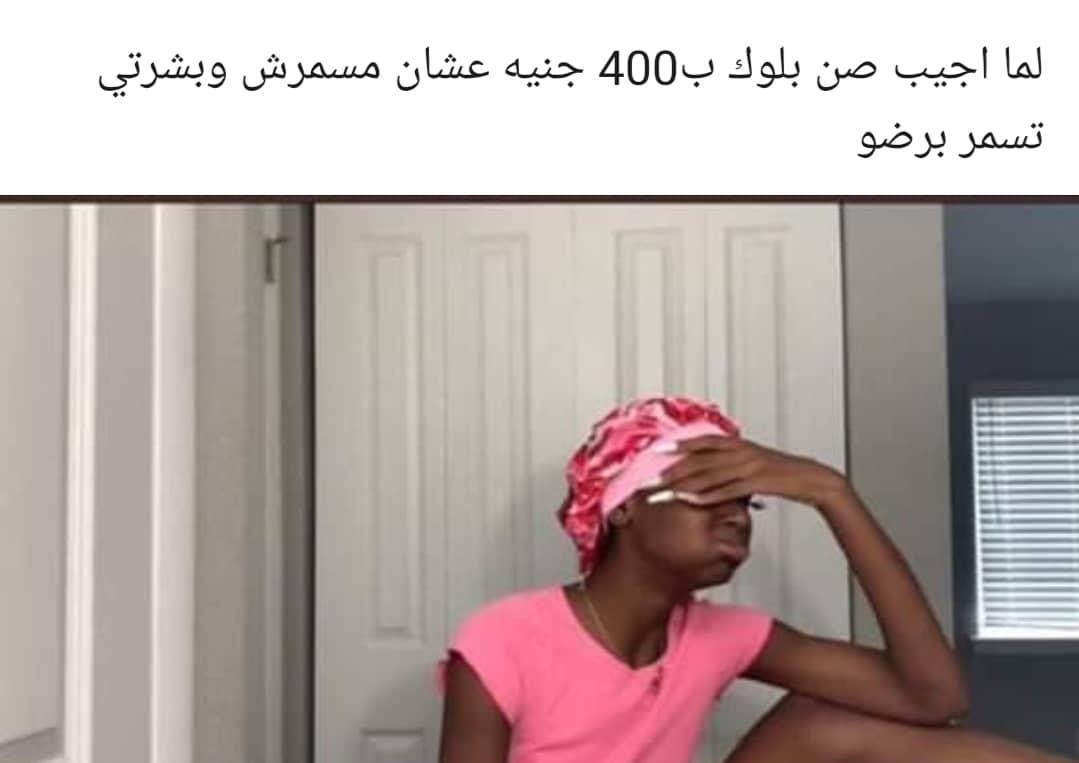 لما اجيب صن بلوك ب400 جنيه عشان مسمرش وبشرتي
تسمر برضو